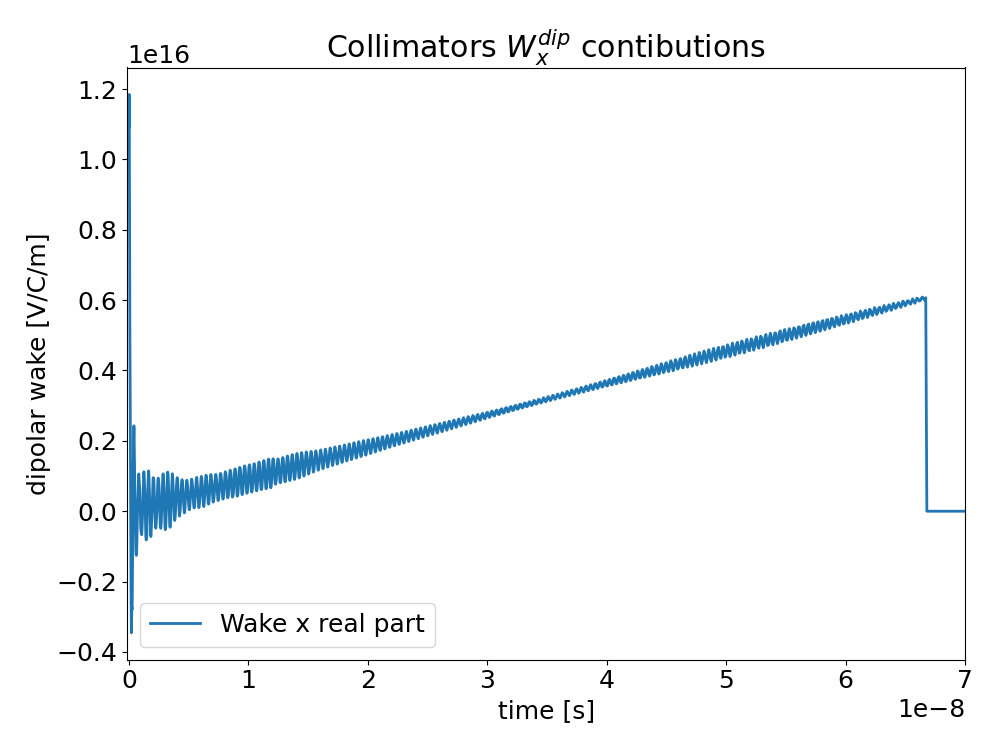 Collimators $W_x^{dip}$ contibutions
1e16
1.2
1.0
0.8
0.6
0.4
0.2
0.0
−0.2
−0.4
dipolar wake [V/C/m]
Wake x real part
0 1 2 3 4 5 6 7
1e−8
time [s]